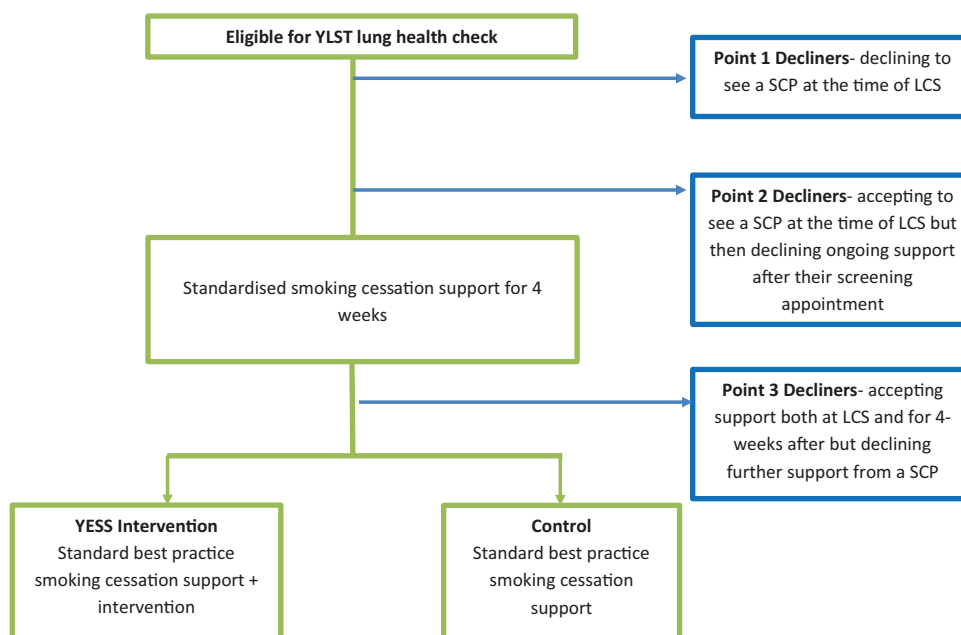 Eligible for YLST lung health check
Point 1 Decliners- declining to
see a SCP at the time of LCS
Point 2 Decliners- accepting to
see a SCP at the time of LCS but
then declining ongoing support
after their screening
appointment
Standardised smoking cessation support for 4
weeks
Point 3 Decliners- accepting
support both at LCS and for 4-
weeks after but declining
further support from a SCP
YESS Intervention
Standard best practice
smoking cessation support +
intervention
Control
Standard best practice
smoking cessation
support